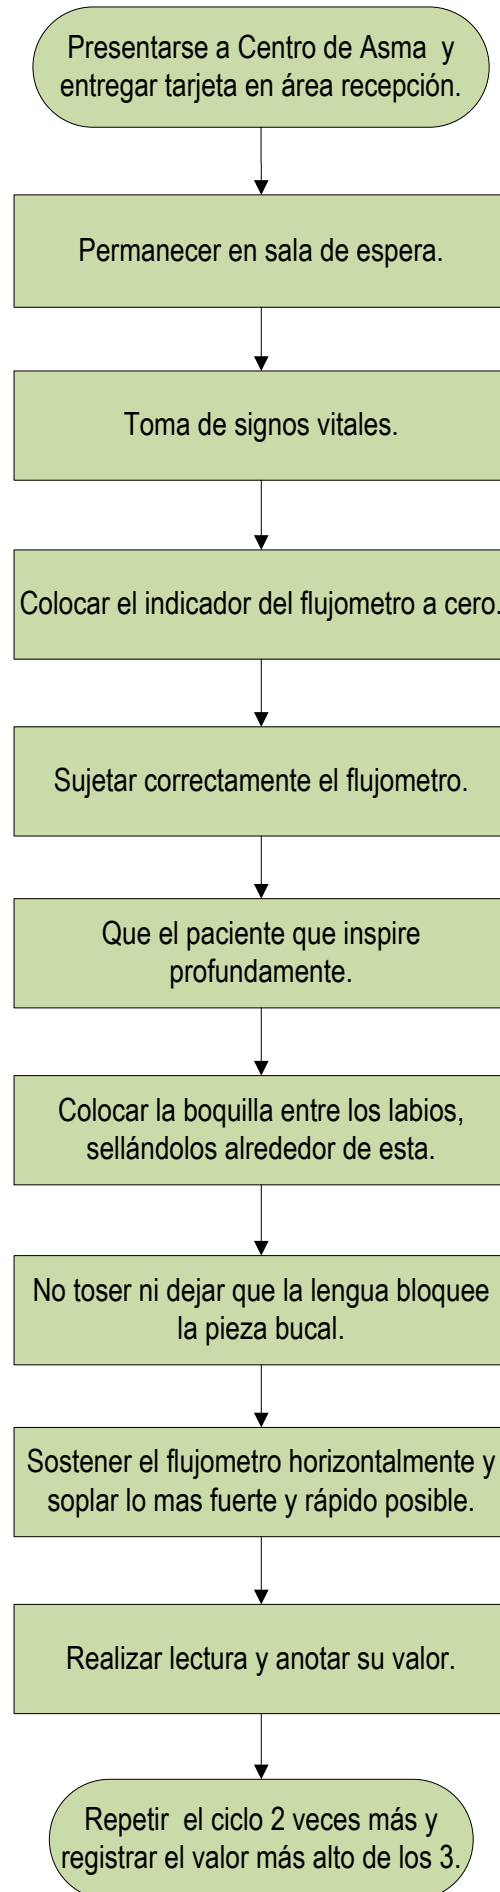 Presentarse a Centro de Asma  y
entregar tarjeta en área recepción.
Permanecer en sala de espera.
Toma de signos vitales.
Colocar el indicador del flujometro a cero.
Sujetar correctamente el flujometro.
Que el paciente que inspire
profundamente.
Colocar la boquilla entre los labios,
sellándolos alrededor de esta.
No toser ni dejar que la lengua bloquee
la pieza bucal.
Sostener el flujometro horizontalmente y
soplar lo mas fuerte y rápido posible.
Realizar lectura y anotar su valor.
Repetir  el ciclo 2 veces más y
registrar el valor más alto de los 3.